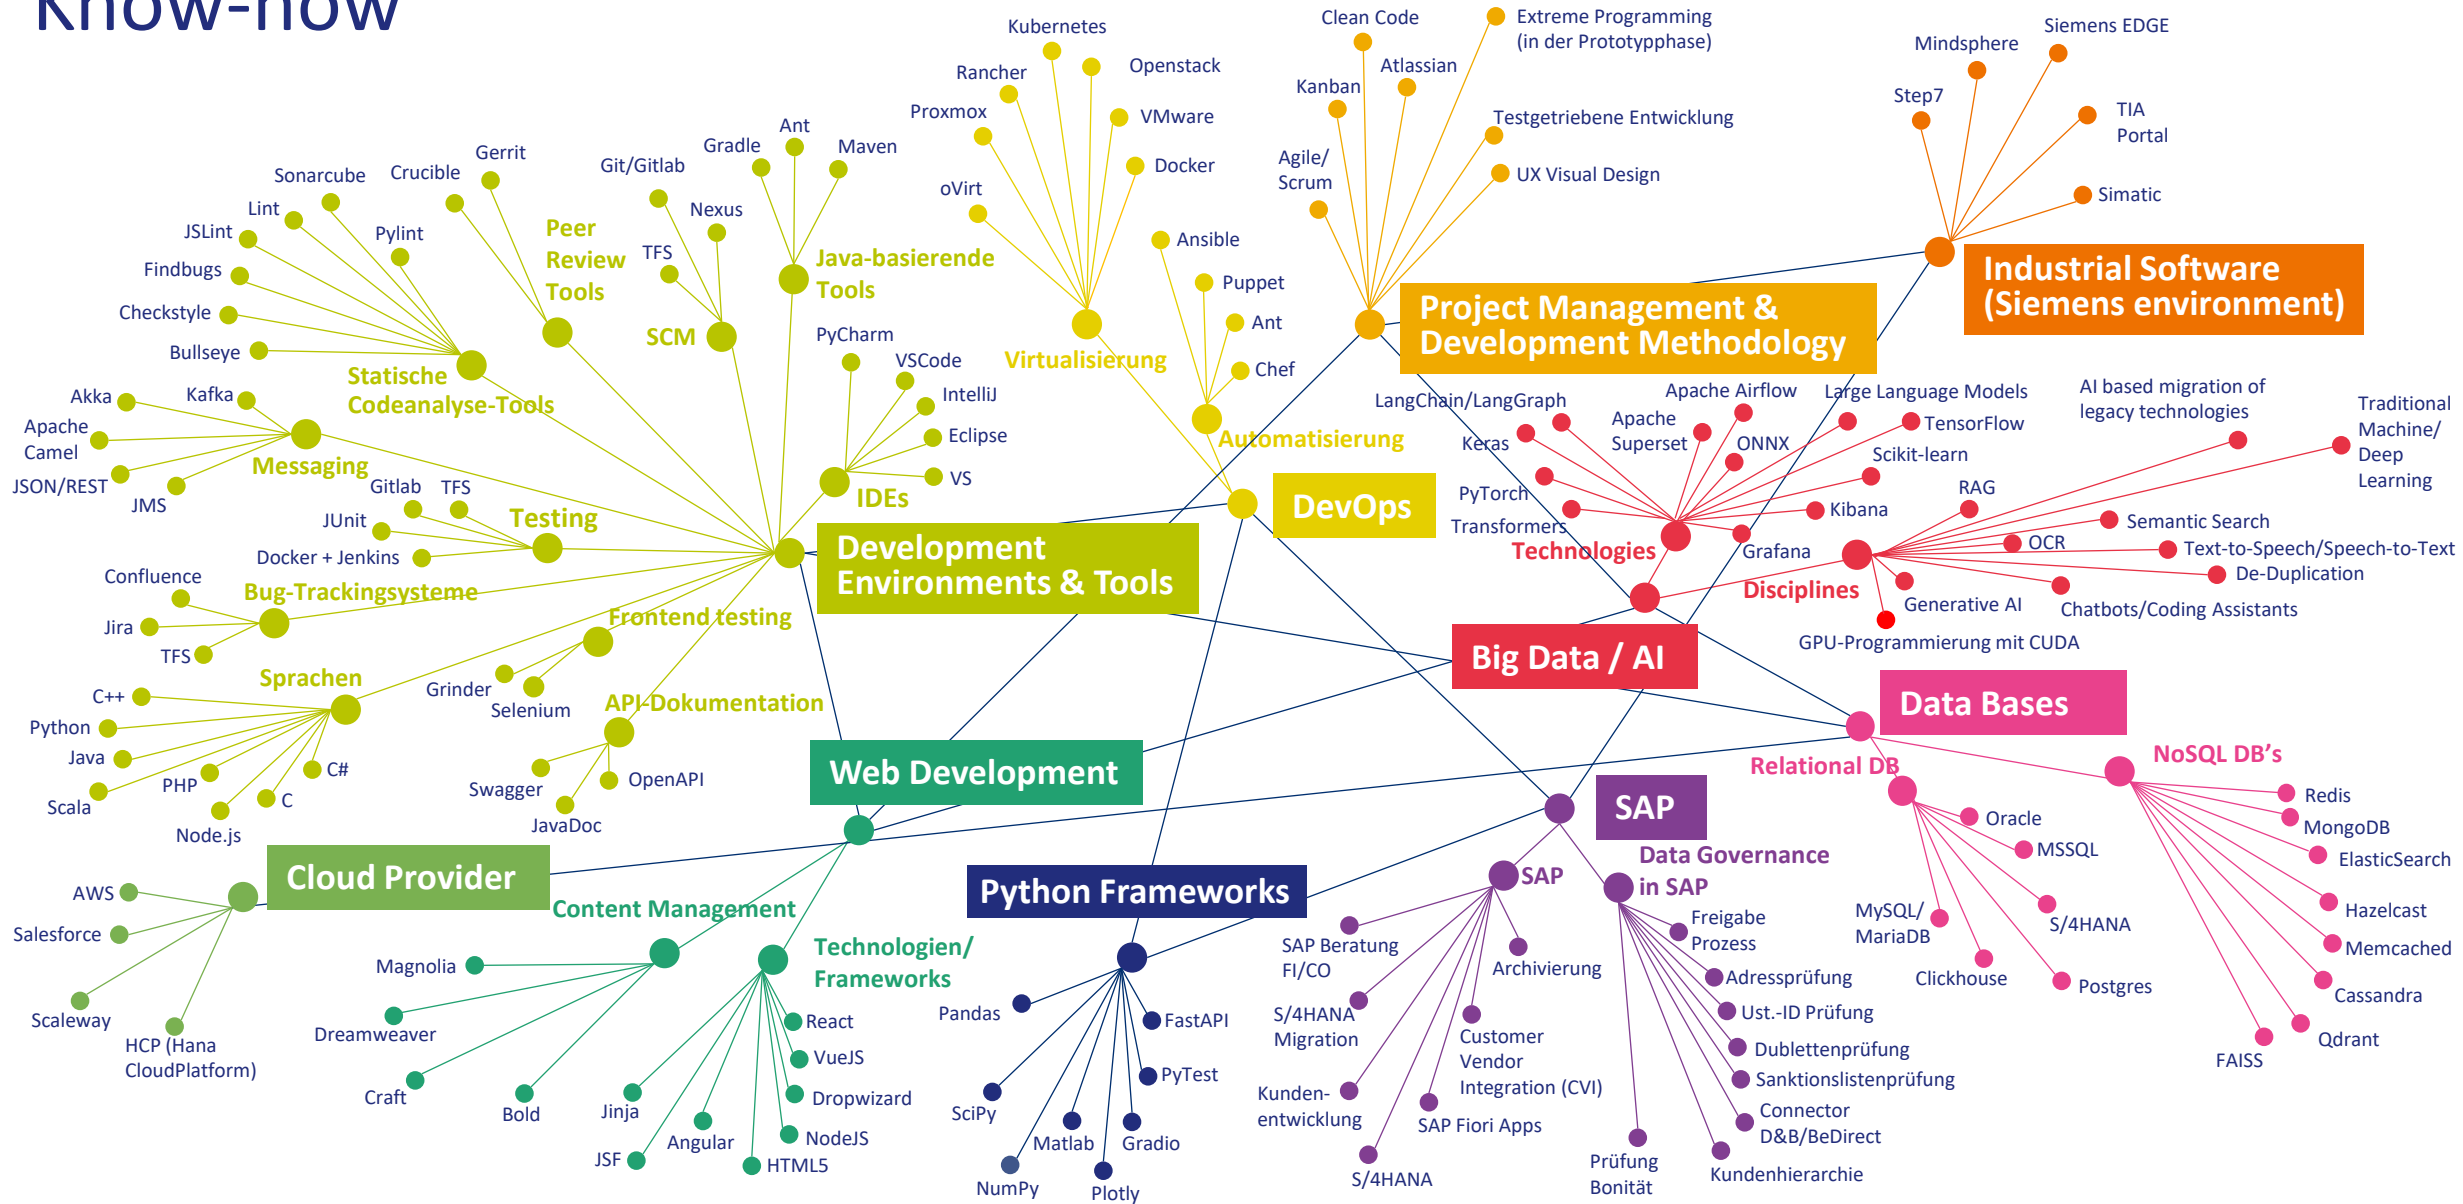 Know-how
Kubernetes
Openstack
Rancher
Proxmox
VMware
Docker
oVirt
Virtualisierung
Ansible
Puppet
Ant
Chef
Automatisierung
DevOps
Clean Code
Extreme Programming
(in der Prototypphase)
Atlassian
Kanban
Testgetriebene Entwicklung
Agile/
Scrum
UX Visual Design
Project Management &
Development Methodology
Siemens EDGE
Mindsphere
Step7
TIA
Portal
Simatic
Industrial Software
(Siemens environment)
Gerrit
Crucible
Peer
Review
Tools
Sonarcube
Lint
JSLint
Pylint
Findbugs
Checkstyle
Bullseye
Statische
Codeanalyse-Tools
Git/Gitlab
Nexus
TFS
SCM
Ant
Gradle
Maven
Java-basierende
Tools
PyCharm
VSCode
IntelliJ
Eclipse
VS
IDEs
Akka
Kafka
Apache
Camel
JSON/REST
JMS
Messaging
Gitlab
TFS
JUnit
Docker + Jenkins
Testing
Confluence
Jira
TFS
Bug-Trackingsysteme
Development
Environments & Tools
Frontend testing
Grinder
Selenium
Sprachen
C++
Python
Java
Scala
PHP
Node.js
C
C#
API-Dokumentation
Swagger
JavaDoc
OpenAPI
LangChain/LangGraph
Keras
PyTorch
Transformers
Apache
Superset
Apache Airflow
ONNX
Large Language Models
TensorFlow
Scikit-learn
Kibana
Grafana
Technologies
AI based migration of
legacy technologies
Traditional
Machine/
Deep
Learning
RAG
Semantic Search
OCR
Text-to-Speech/Speech-to-Text
De-Duplication
Generative AI
Chatbots/Coding Assistants
GPU-Programmierung mit CUDA
Disciplines
Big Data / AI
Data Bases
Relational DB
Oracle
MSSQL
S/4HANA
MySQL/
MariaDB
Clickhouse
Postgres
NoSQL DB’s
Redis
MongoDB
ElasticSearch
Hazelcast
Memcached
Cassandra
Qdrant
FAISS
Web Development
Content Management
Magnolia
Dreamweaver
Craft
Bold
Technologien/
Frameworks
React
VueJS
Dropwizard
NodeJS
HTML5
Jinja
Angular
JSF
Cloud Provider
AWS
Salesforce
Scaleway
HCP (Hana
CloudPlatform)
Python Frameworks
Pandas
FastAPI
PyTest
SciPy
Matlab
Gradio
NumPy
Plotly
SAP
SAP
SAP Beratung
FI/CO
Archivierung
S/4HANA
Migration
Customer
Vendor
Integration (CVI)
Kunden-
entwicklung
SAP Fiori Apps
S/4HANA
Data Governance
in SAP
Freigabe
Prozess
Adressprüfung
Ust.-ID Prüfung
Dublettenprüfung
Sanktionslistenprüfung
Connector
D&B/BeDirect
Kundenhierarchie
Prüfung
Bonität